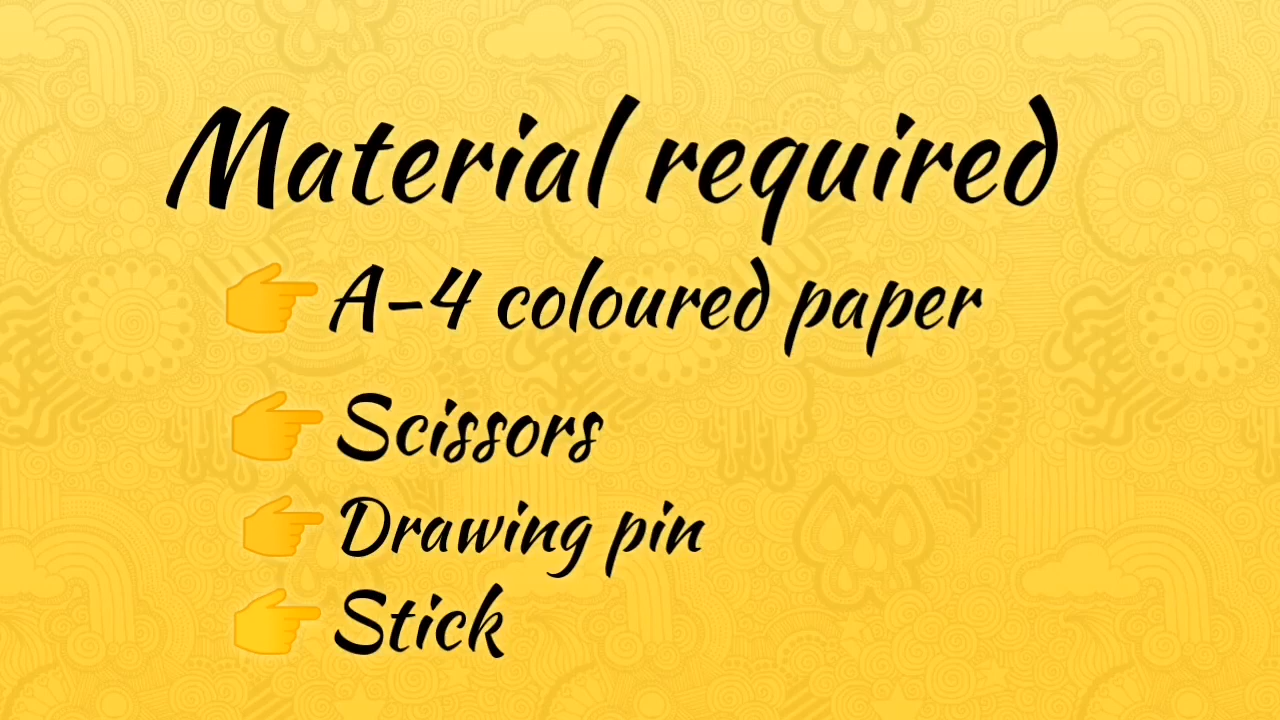 Material required
👉 A-4 coloured paper
👉 Scissors
👉 Drawing pin
👉 Stick